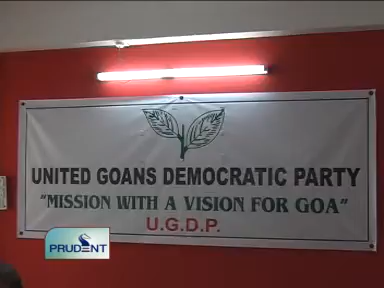 UNITED GOANS DEMOCRATIC PARTY
"MISSION WITH A VISION FOR GOA"
U.G.D.P.
PRUDENT